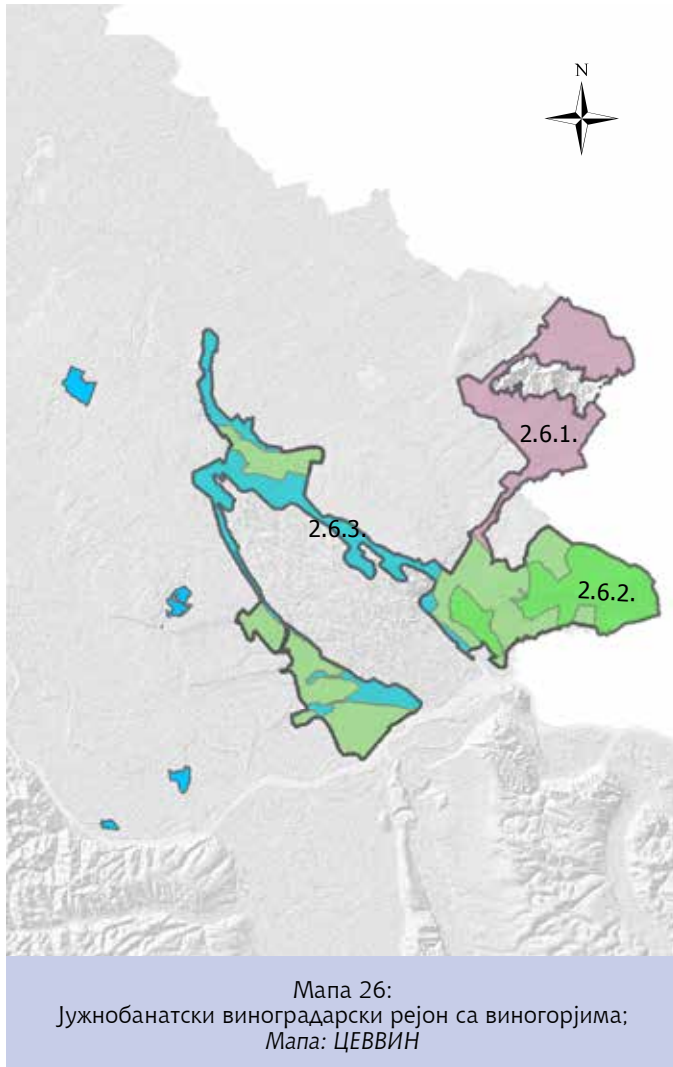 N
2.6.1.
2.6.3.
2.6.2.
Мапа 26:
Јужнобанатски виноградарски рејон са виногорјима;
Мапа: ЦЕВВИН